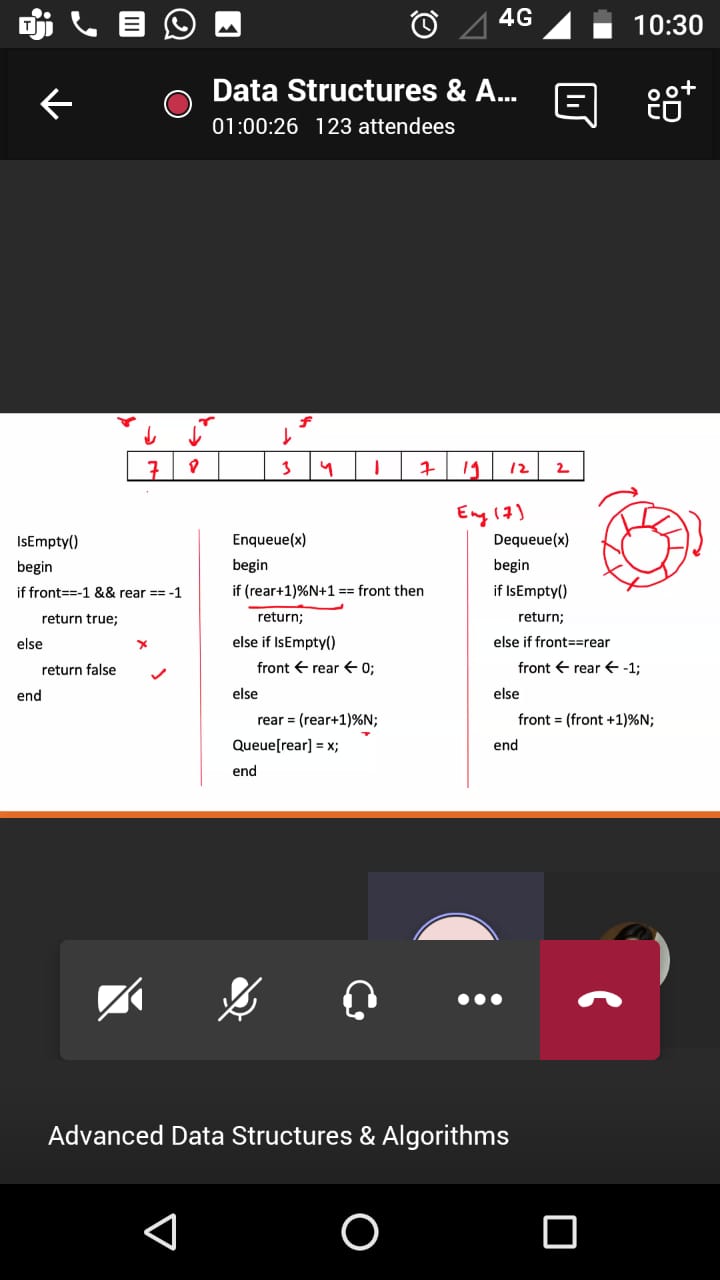 4G 10:30
Data Structures & A...
01:00:26 123 attendees
r r f
7 8 3 4 1 7 19 12 2
Enq (7)
IsEmpty()
begin
if front==-1 && rear == -1
return true;
else
return false
end
Enqueue(x)
begin
if (rear+1)%N+1 == front then
return;
else if IsEmpty()
front ← rear ← 0;
else
rear = (rear+1)%N;
Queue[rear] = x;
end
Dequeue(x)
begin
if IsEmpty()
return;
else if front==rear
front ← rear ← -1;
else
front = (front +1)%N;
end
Advanced Data Structures & Algorithms